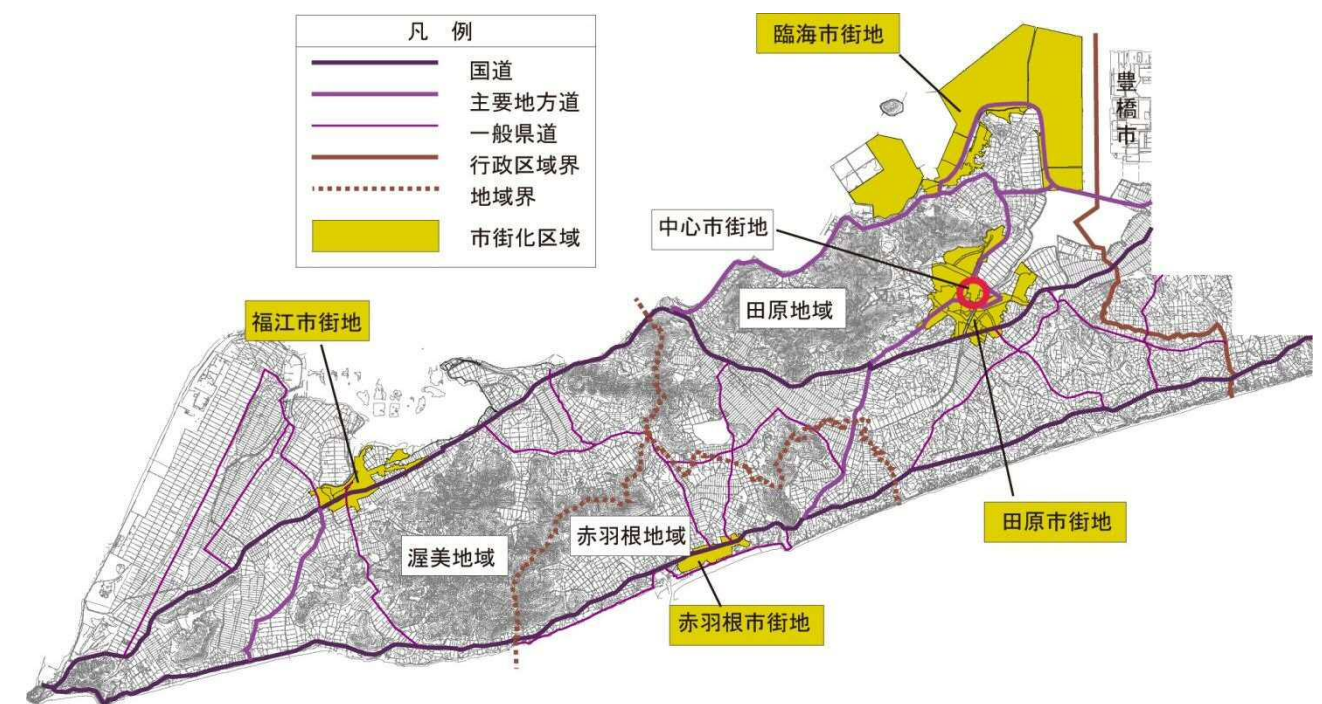 凡 例
国道
主要地方道
一般県道
行政区域界
地域界
市街化区域
臨海市街地
豊橋市
中心市街地
田原地域
福江市街地
田原市街地
赤羽根地域
渥美地域
赤羽根市街地